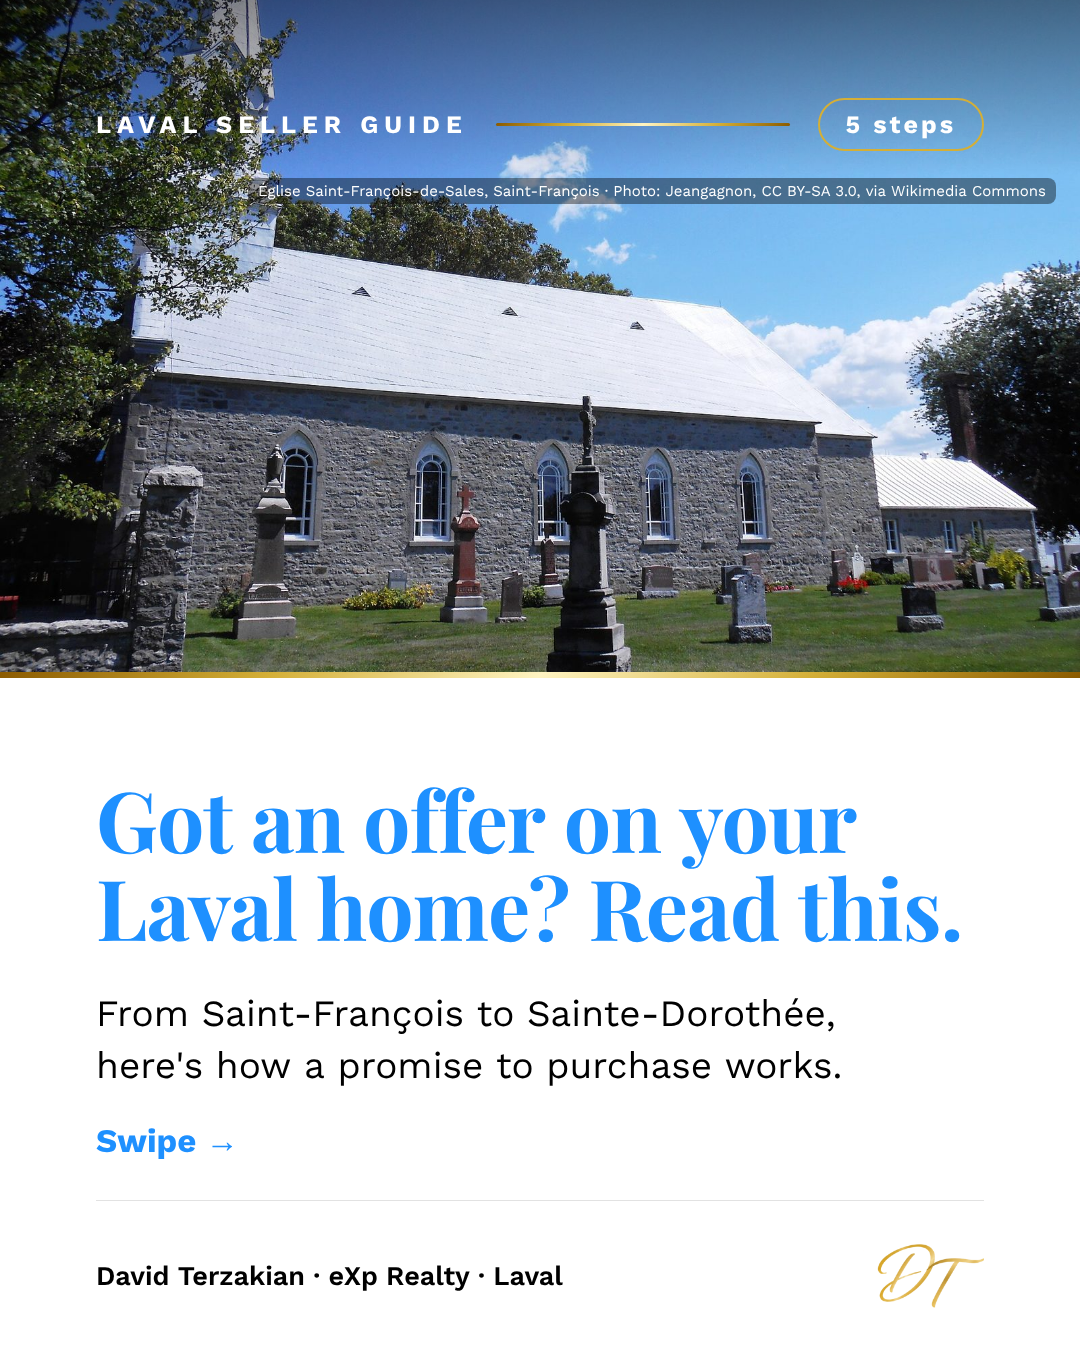 LAVAL SELLER GUIDE
5 steps
Église Saint-François-de-Sales, Saint-François · Photo: Jeangagnon, CC BY-SA 3.0, via Wikimedia Commons
Got an offer on your
Laval home? Read this.
From Saint-François to Sainte-Dorothée,
here's how a promise to purchase works.
Swipe →
David Terzakian · eXp Realty · Laval
DT